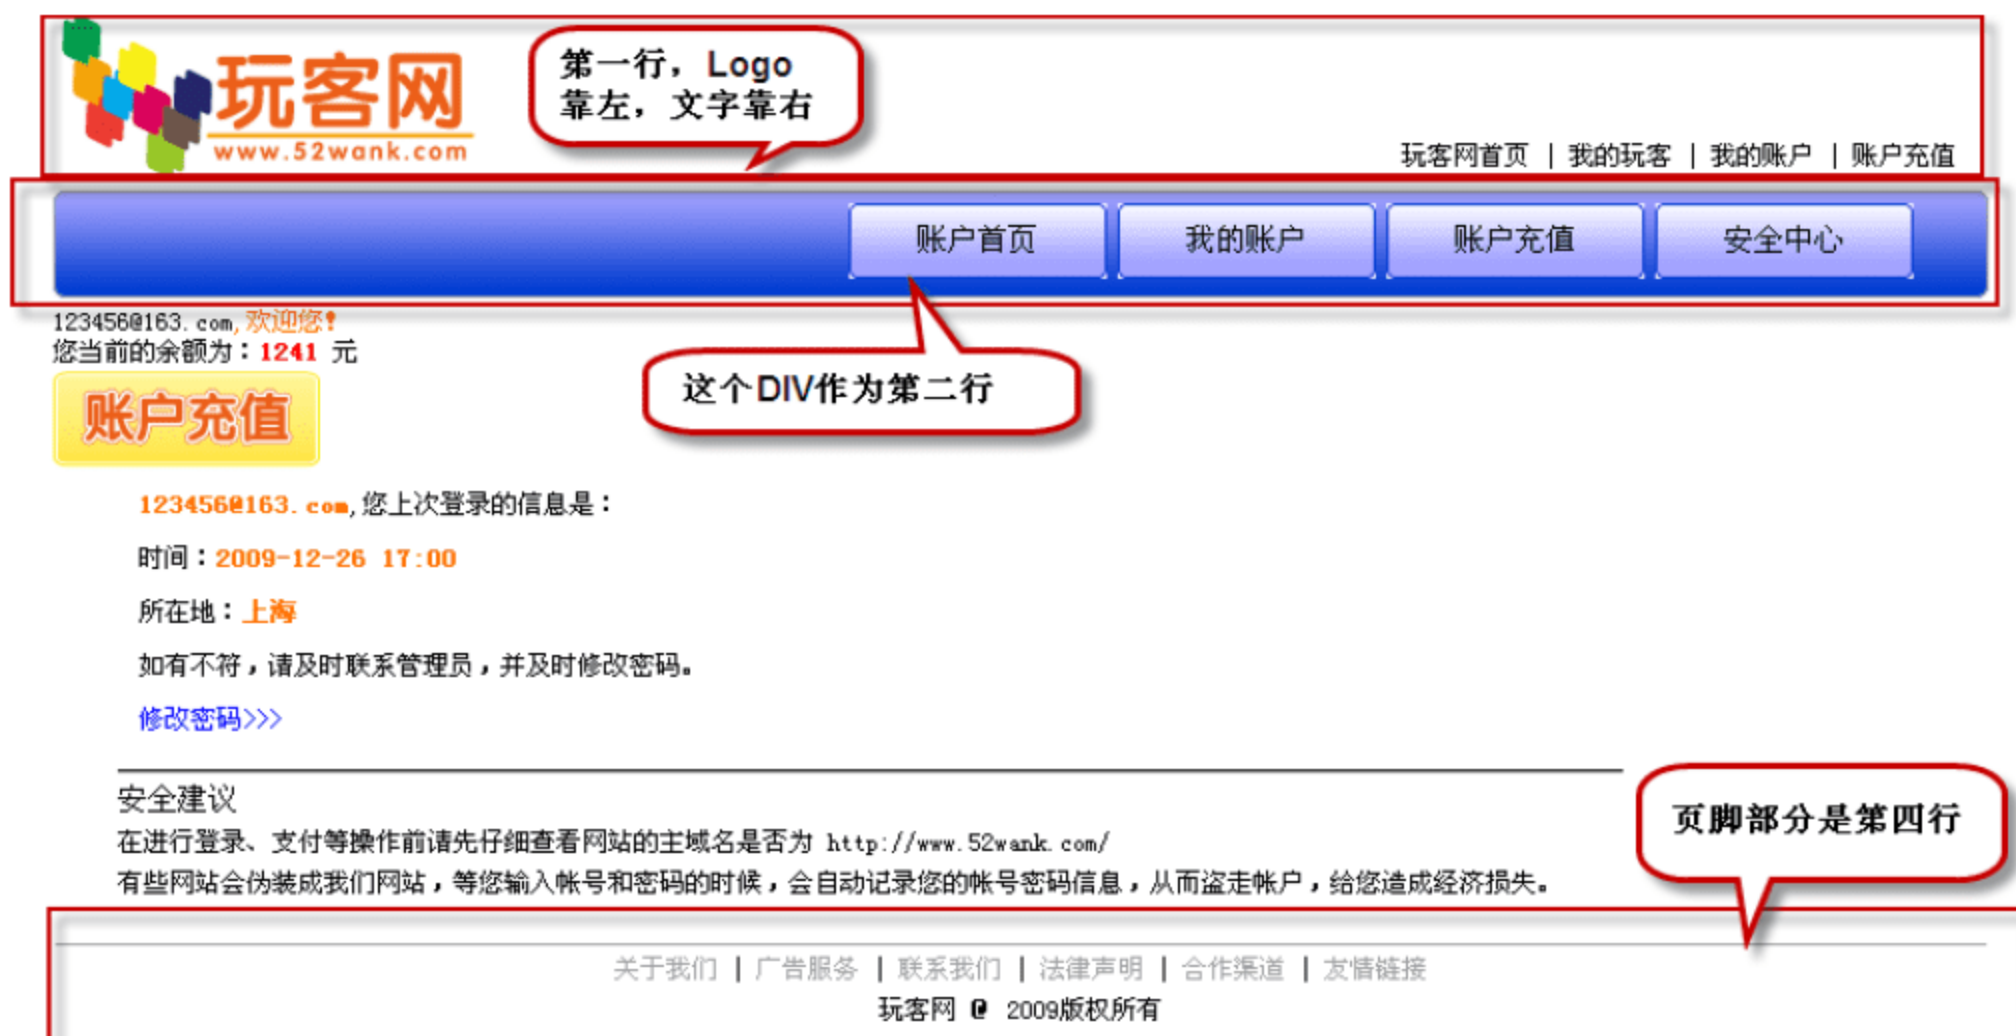 玩客网
www.52wank.com
第一行，Logo
靠左，文字靠右
玩客网首页 | 我的玩客 | 我的账户 | 账户充值
账户首页 我的账户 账户充值 安全中心
123456@163.com,欢迎您!
您当前的余额为：1241 元
这个DIV作为第二行
账户充值
123456@163.com,您上次登录的信息是：
时间：2009-12-26 17:00
所在地：上海
如有不符，请及时联系管理员，并及时修改密码。
修改密码>>>
安全建议
在进行登录、支付等操作前请先仔细查看网站的主域名是否为 http://www.52wank.com/
有些网站会伪装成我们网站，等您输入帐号和密码的时候，会自动记录您的帐号密码信息，从而盗走帐户，给您造成经济损失。
页脚部分是第四行
关于我们 | 广告服务 | 联系我们 | 法律声明 | 合作渠道 | 友情链接
玩客网 @ 2009版权所有